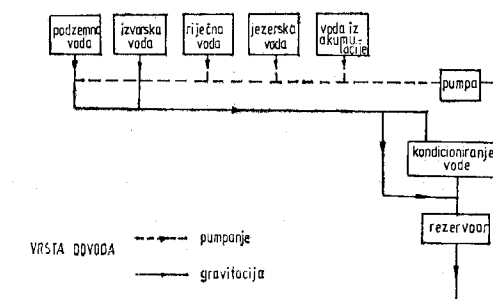 podzemna
voda
izvorska
voda
riječna
voda
jezerska
voda
voda iz
akumu-
lacije
pumpa
kondicioniranje
vode
rezervoar
VRSTA DOVODA
pumpanje
gravitacija